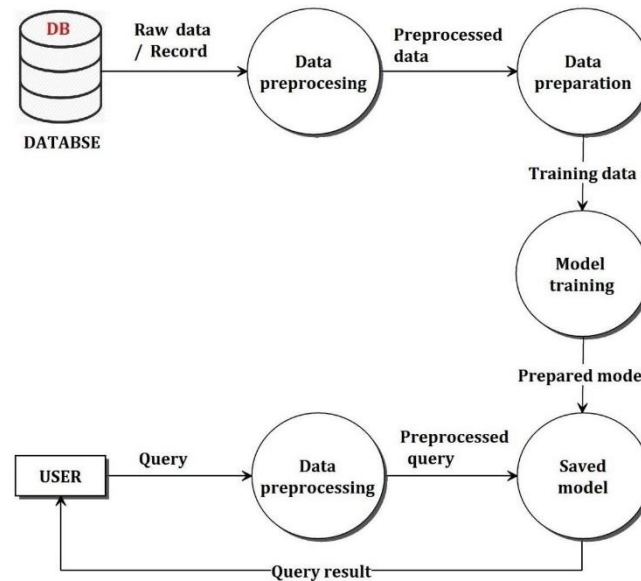 DB
DATABSE
Raw data
/ Record
Data
preprocesing
Preprocessed
data
Data
preparation
Training data
Model
training
Prepared model
USER
Query
Data
preprocessing
Preprocessed
query
Saved
model
Query result